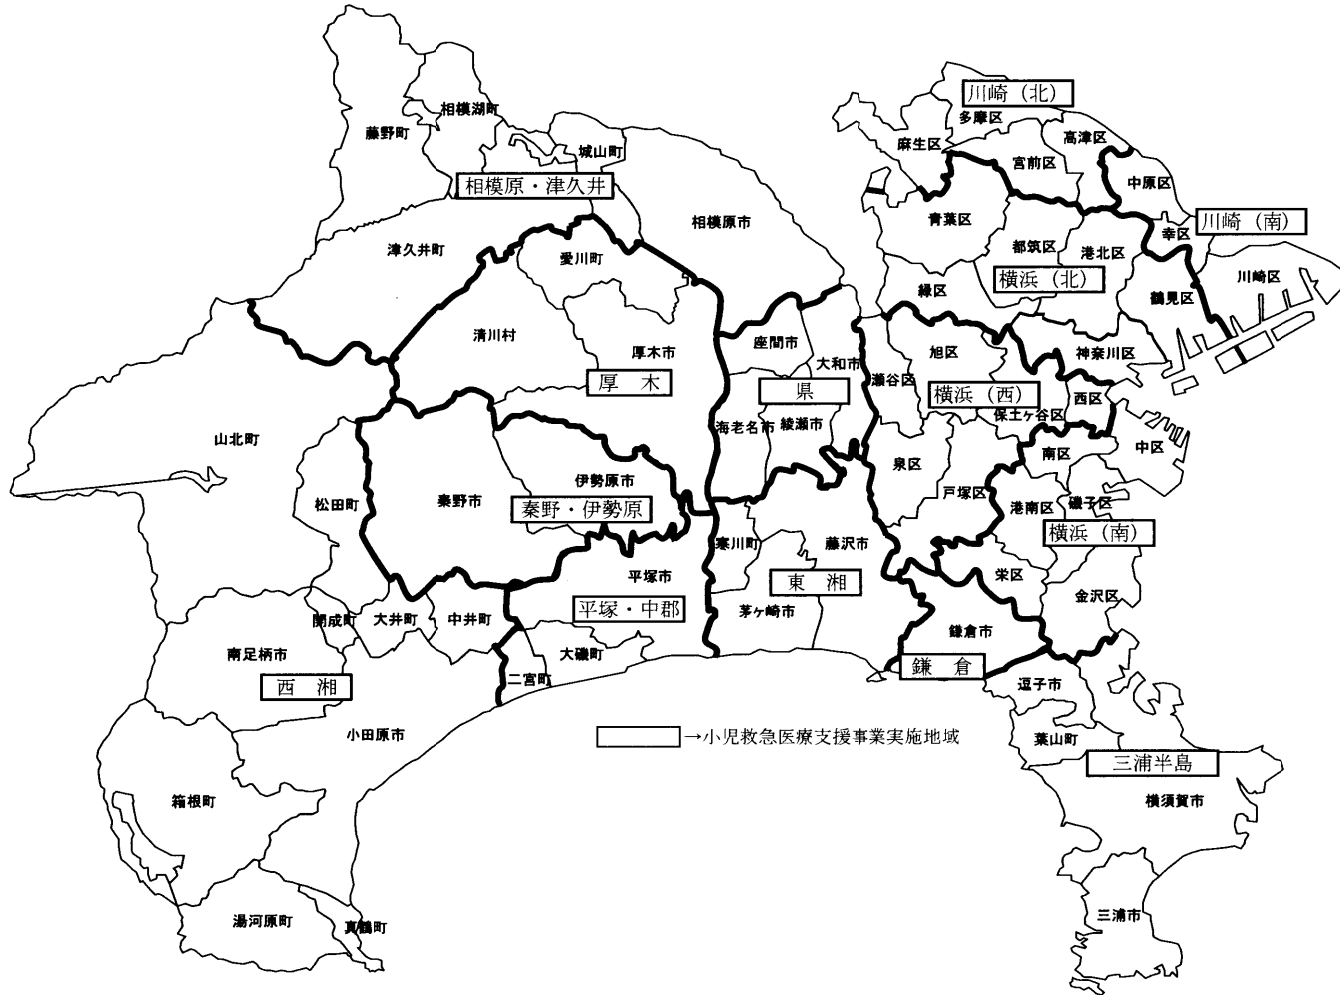 川崎（北）
相模湖町
多摩区
藤野町
高津区
麻生区
城山町
宮前区
相模原・津久井
中原区
青葉区
相模原市
川崎（南）
幸区
津久井町
都筑区
港北区
愛川町
横浜（北）
川崎区
緑区
鶴見区
清川村
座間市
厚木市
旭区
神奈川区
大和市
厚　木
県
瀬谷区
横浜（西）
西区
保土ヶ谷区
海老名市
綾瀬市
山北町
中区
南区
泉区
伊勢原市
戸塚区
松田町
秦野市
港南区
磯子区
秦野・伊勢原
横浜（南）
寒川町
藤沢市
栄区
平塚市
東　湘
金沢区
平塚・中郡
茅ヶ崎市
開成町
大井町
中井町
鎌倉市
南足柄市
大磯町
鎌　倉
二宮町
西　湘
逗子市
小田原市
→小児救急医療支援事業実施地域
葉山町
三浦半島
箱根町
横須賀市
三浦市
湯河原町
真鶴町